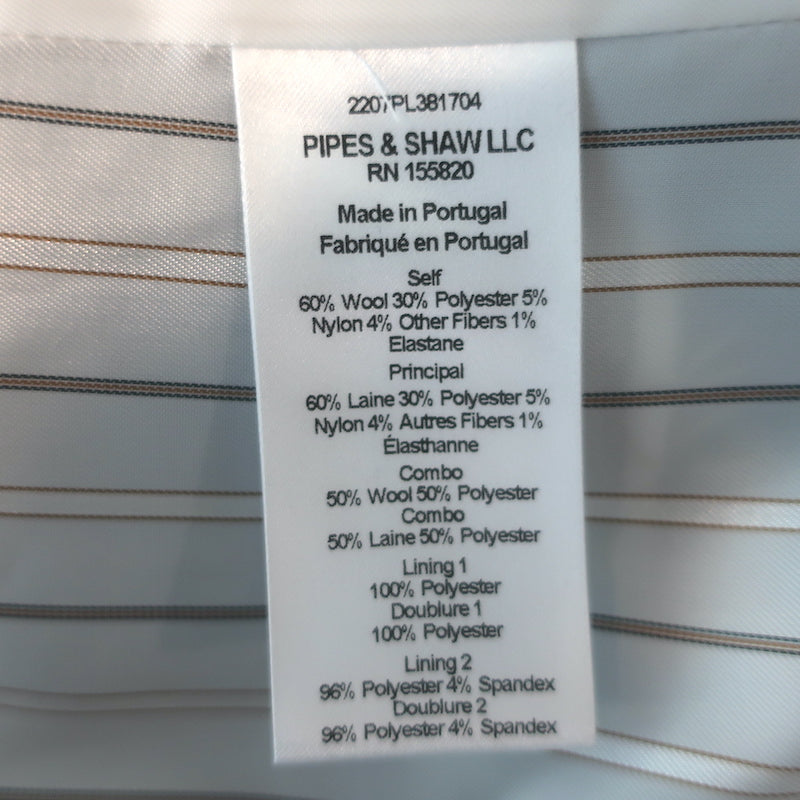 2207PL381704
PIPES & SHAW LLC
RN 155820
Made in Portugal
Fabriqué en Portugal
Self
60% Wool 30% Polyester 5%
Nylon 4% Other Fibers 1%
Elastane
Principal
60% Laine 30% Polyester 5%
Nylon 4% Autres Fibers 1%
Élasthanne
Combo
50% Wool 50% Polyester
Combo
50% Laine 50% Polyester
Lining 1
100% Polyester
Doublure 1
100% Polyester
Lining 2
96% Polyester 4% Spandex
Doublure 2
96% Polyester 4% Spandex